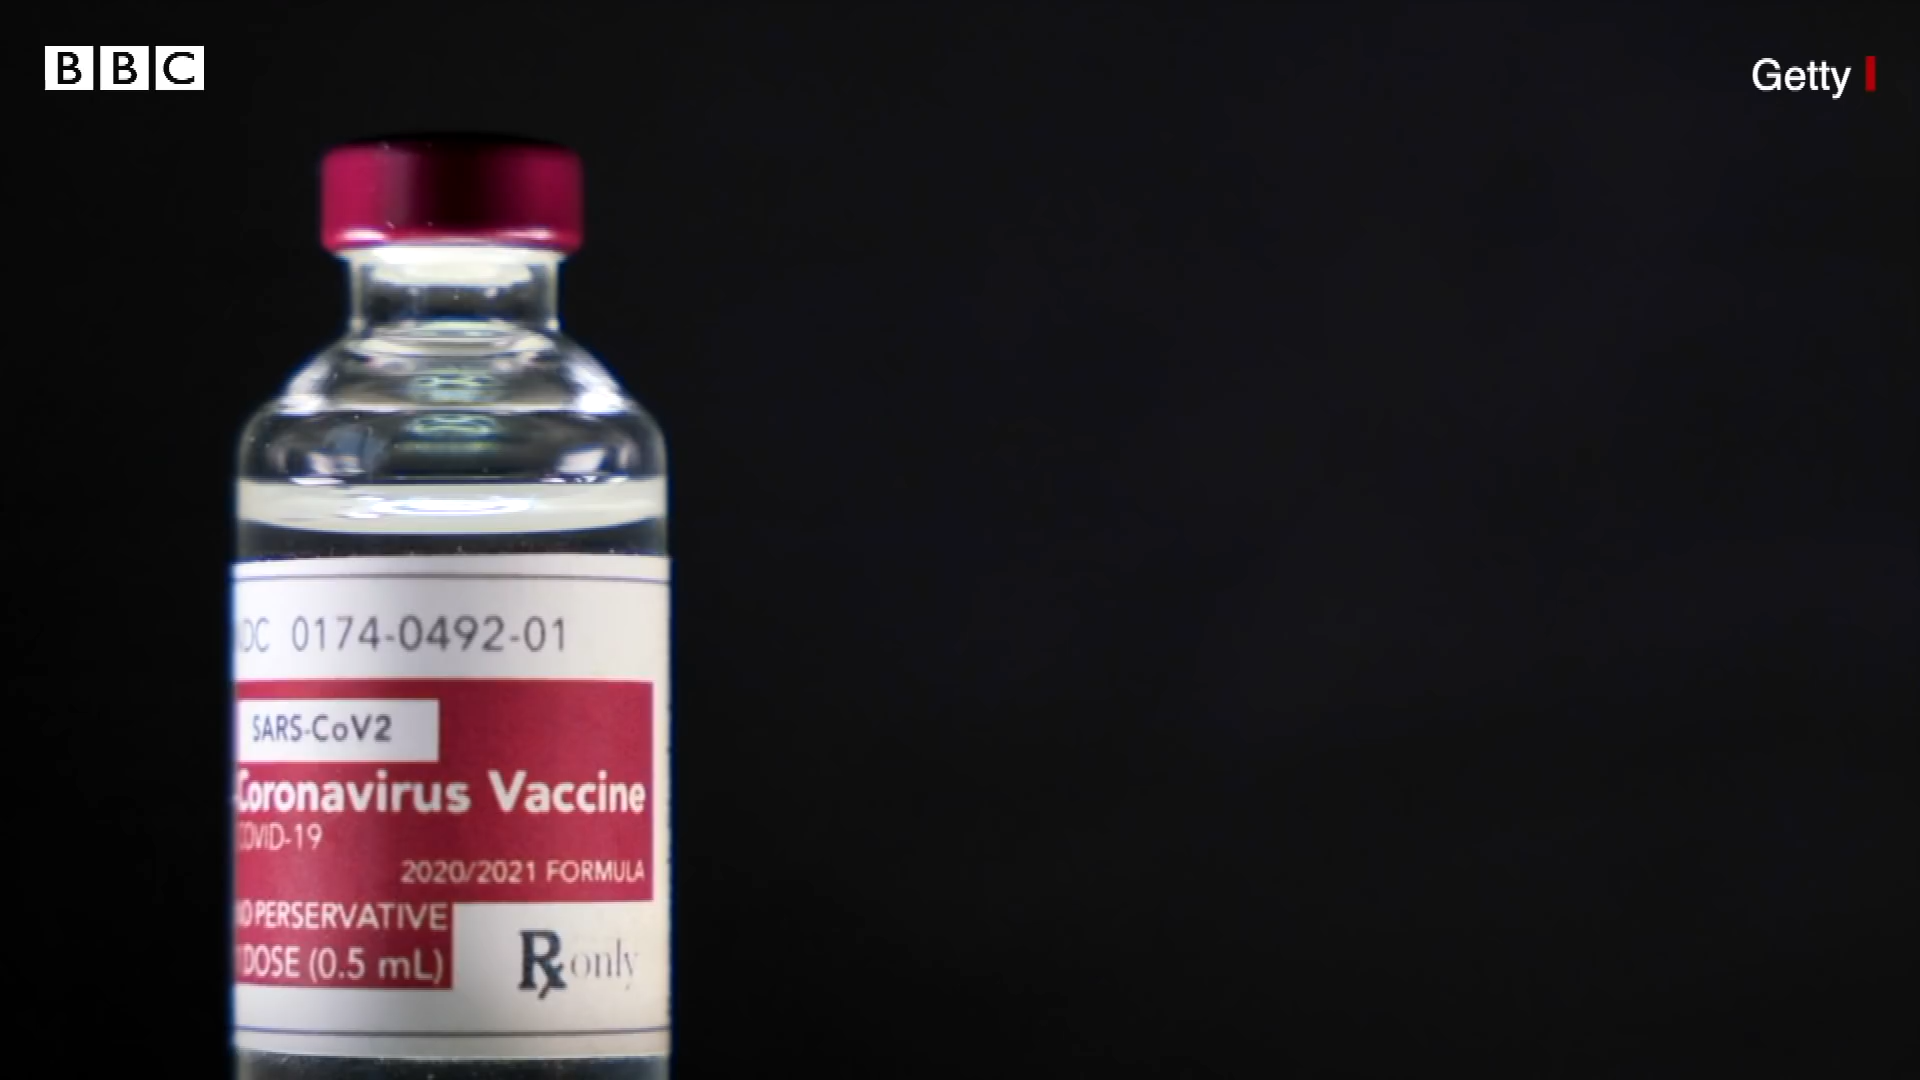 BBC
Getty
0174-0492-01
SARS-CoV2
Coronavirus Vaccine
COVID-19
2020/2021 FORMULA
NO PERSERVATIVE
DOSE (0.5 mL)
Rx only